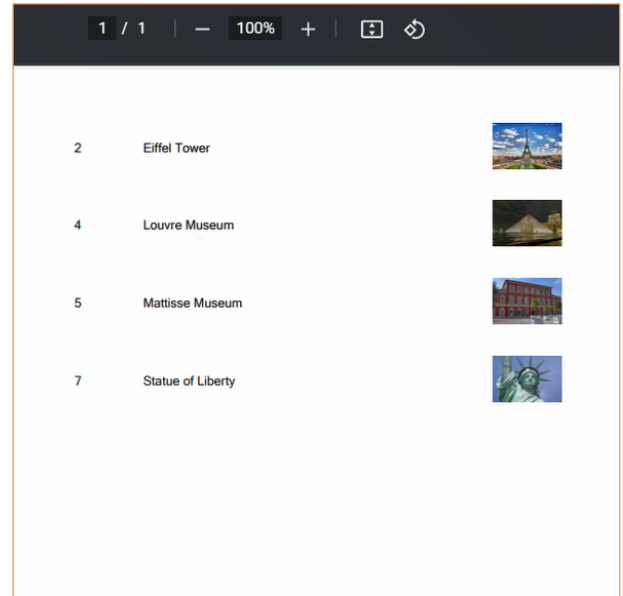 1 / 1 | − 100% + |
2 Eiffel Tower
4 Louvre Museum
5 Mattisse Museum
7 Statue of Liberty